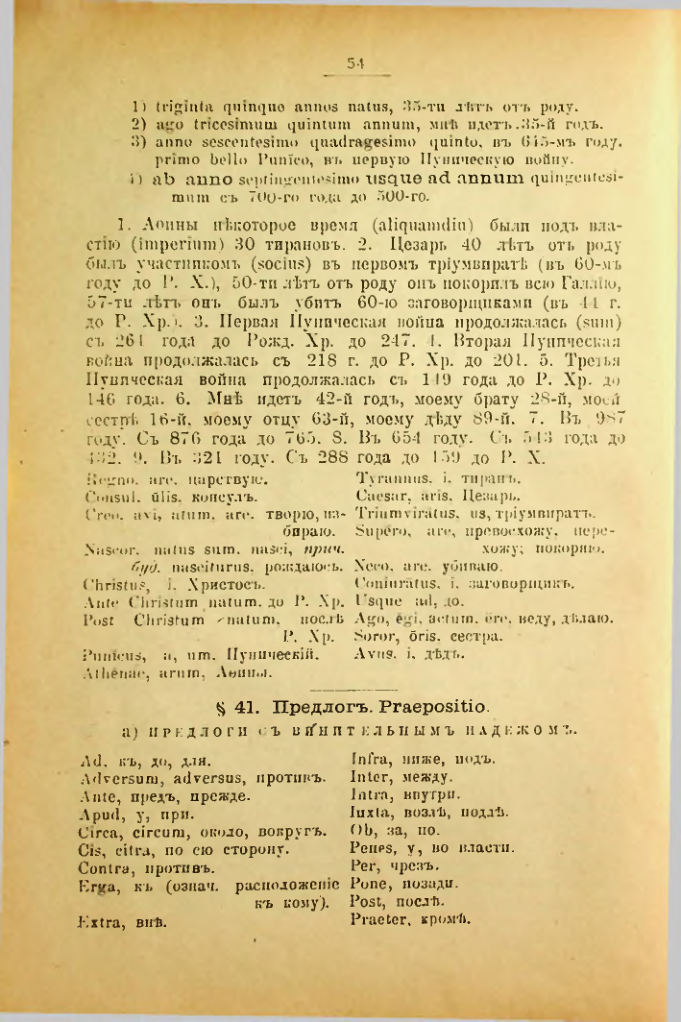 54
1) triginta quinque annos natus, 35-ти лѣтъ отъ роду.
2) ago tricesimum quintum annum, мнѣ идетъ 35-й годъ.
3) anno sescentesimo quadragesimo quinto, въ 645-мъ году.
primo bello Punĭco, въ первую Пуническую войну.
4) ab anno septingentesimo usque ad annum quingentesi-
mum съ 700-го года до 500-го.
1. Аѳины нѣкоторое время (aliquamdiu) были подъ вла-
стію (imperium) 30 тирановъ. 2. Цезарь 40 лѣтъ отъ роду
былъ участникомъ (socius) въ первомъ тріумвиратѣ (въ 60-мъ
году до Р. Х.), 50-ти лѣтъ отъ роду онъ покорилъ всю Галлію,
57-ти лѣтъ онъ былъ убитъ 60-ю заговорщиками (въ 44 г.
до Р. Хр.). 3. Первая Пуническая война продолжалась (sum)
съ 264 года до Рожд. Хр. до 247. 4. Вторая Пуническая
война продолжалась съ 218 г. до Р. Хр. до 201. 5. Третья
Пуническая война продолжалась съ 149 года до Р. Хр. до
146 года. 6. Мнѣ идетъ 42-й годъ, моему брату 28-й, моей
сестрѣ 16-й, моему отцу 63-й, моему дѣду 89-й. 7. Въ 987
году. Съ 876 года до 765. 8. Въ 654 году. Съ 543 года до
432. 9. Въ 321 году. Съ 288 года до 159 до Р. Х.
Regno, are, царствую.
Consul, ŭlis, консулъ.
Creo, avi, atum, are, творю, из-
бираю.
Nascor, natus sum, nasci, прич.
буд. nasciturus, рождаюсь.
Christus, i, Христосъ.
Ante Christum natum, до Р. Хр.
Post Christum natum, послѣ
Р. Хр.
Punicus, a, um, Пуническій.
Athenae, arum, Аѳины.
Tyrannus, i, тиранъ.
Caesar, aris, Цезарь.
Triumvirātus, us, тріумвиратъ.
Supěro, are, превосхожу, пере-
хожу; покоряю.
Neco, are, убиваю.
Coniurātus, i, заговорщикъ.
Usque ad, до.
Ago, ēgi, actum, ěre, веду, дѣлаю.
Soror, ōris, сестра.
Avus, i, дѣдъ.
§ 41. Предлогъ. Praepositio.
а) ПРЕДЛОГИ СЪ ВИНИТЕЛЬНЫМЪ ПАДЕЖОМЪ.
Ad, къ, до, для.
Adversum, adversus, противъ.
Ante, предъ, прежде.
Apud, у, при.
Circa, circum, около, вокругъ.
Cis, citra, по сю сторону.
Contra, противъ.
Erga, къ (означ. расположеніе
къ кому).
Extra, внѣ.
Infra, ниже, подъ.
Inter, между.
Intra, внутри.
Iuxta, возлѣ, подлѣ.
Ob, за, по.
Penes, у, во власти.
Per, чрезъ.
Pone, позади.
Post, послѣ.
Praeter, кромѣ.